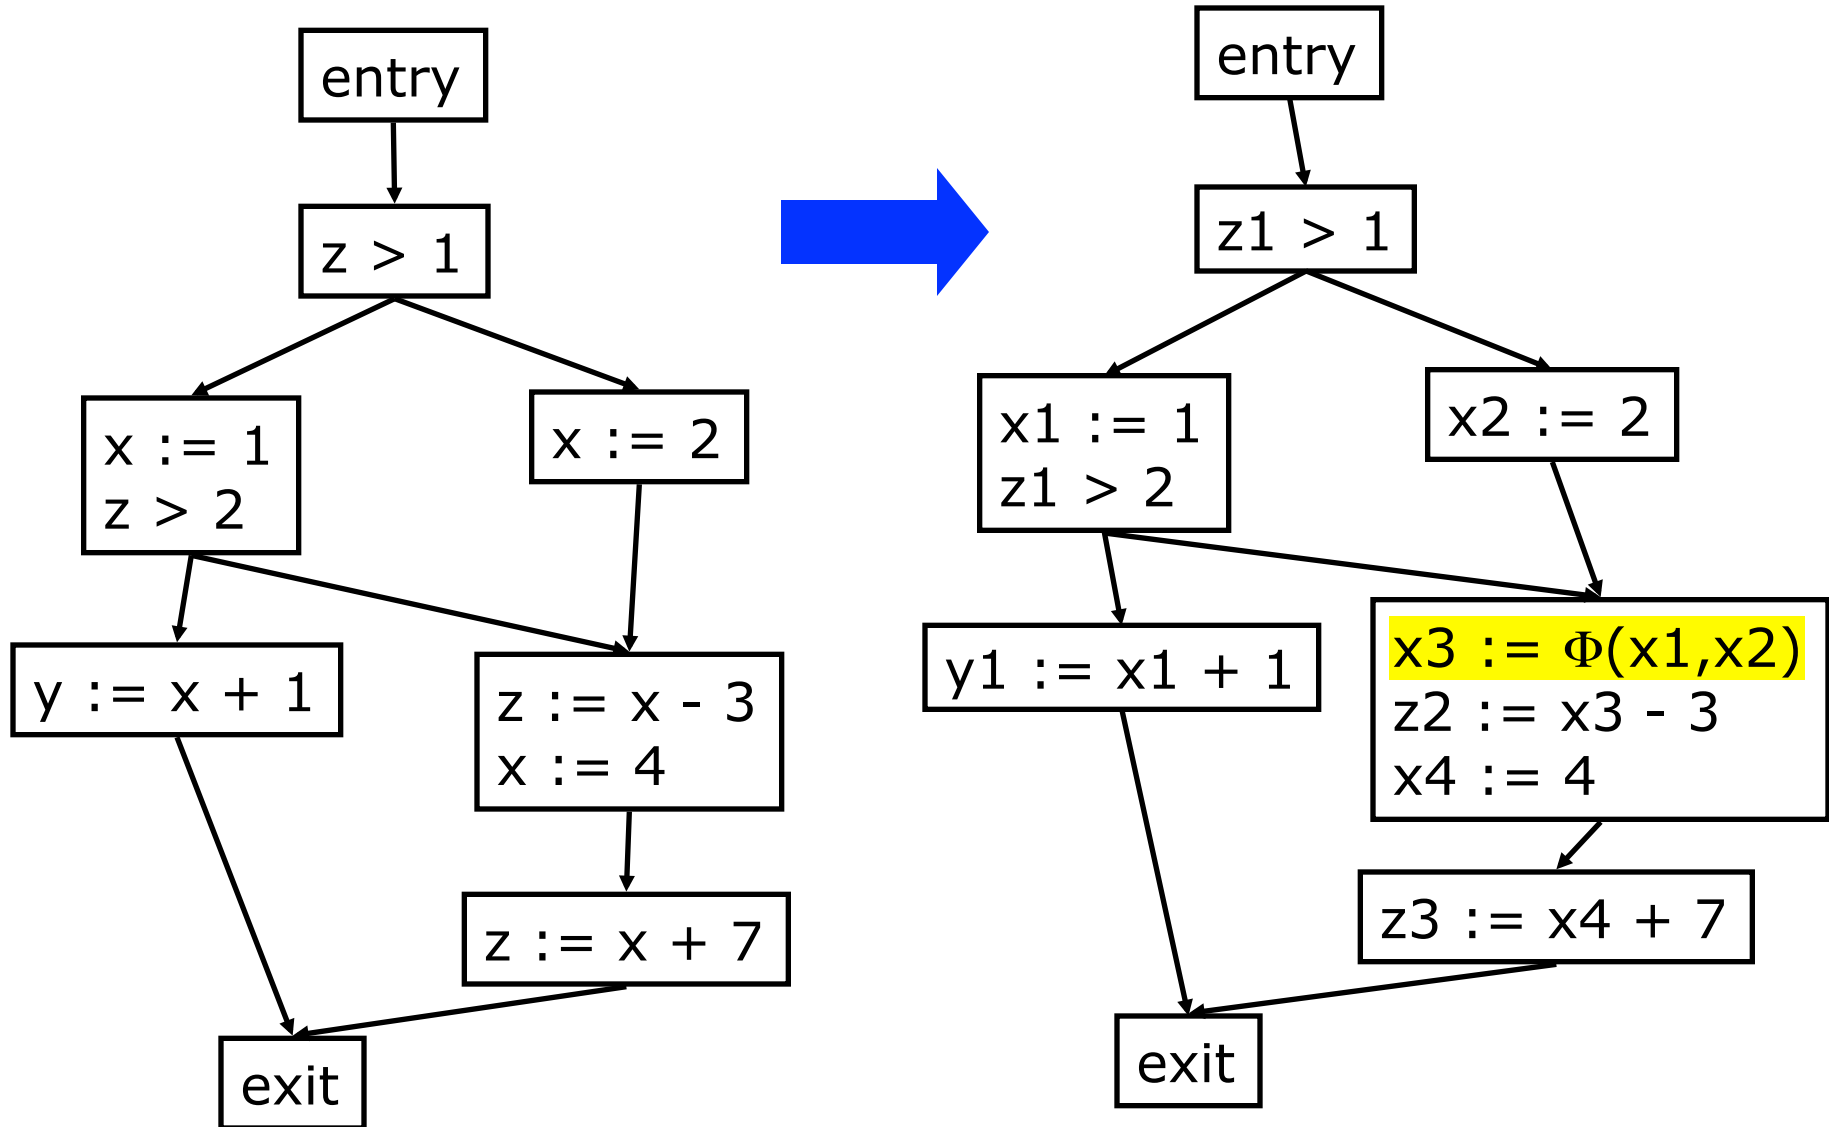 entry
z > 1
x := 1
z > 2
x := 2
y := x + 1
z := x - 3
x := 4
z := x + 7
exit
entry
z1 > 1
x1 := 1
z1 > 2
x2 := 2
y1 := x1 + 1
x3 := Φ(x1,x2)
z2 := x3 - 3
x4 := 4
z3 := x4 + 7
exit